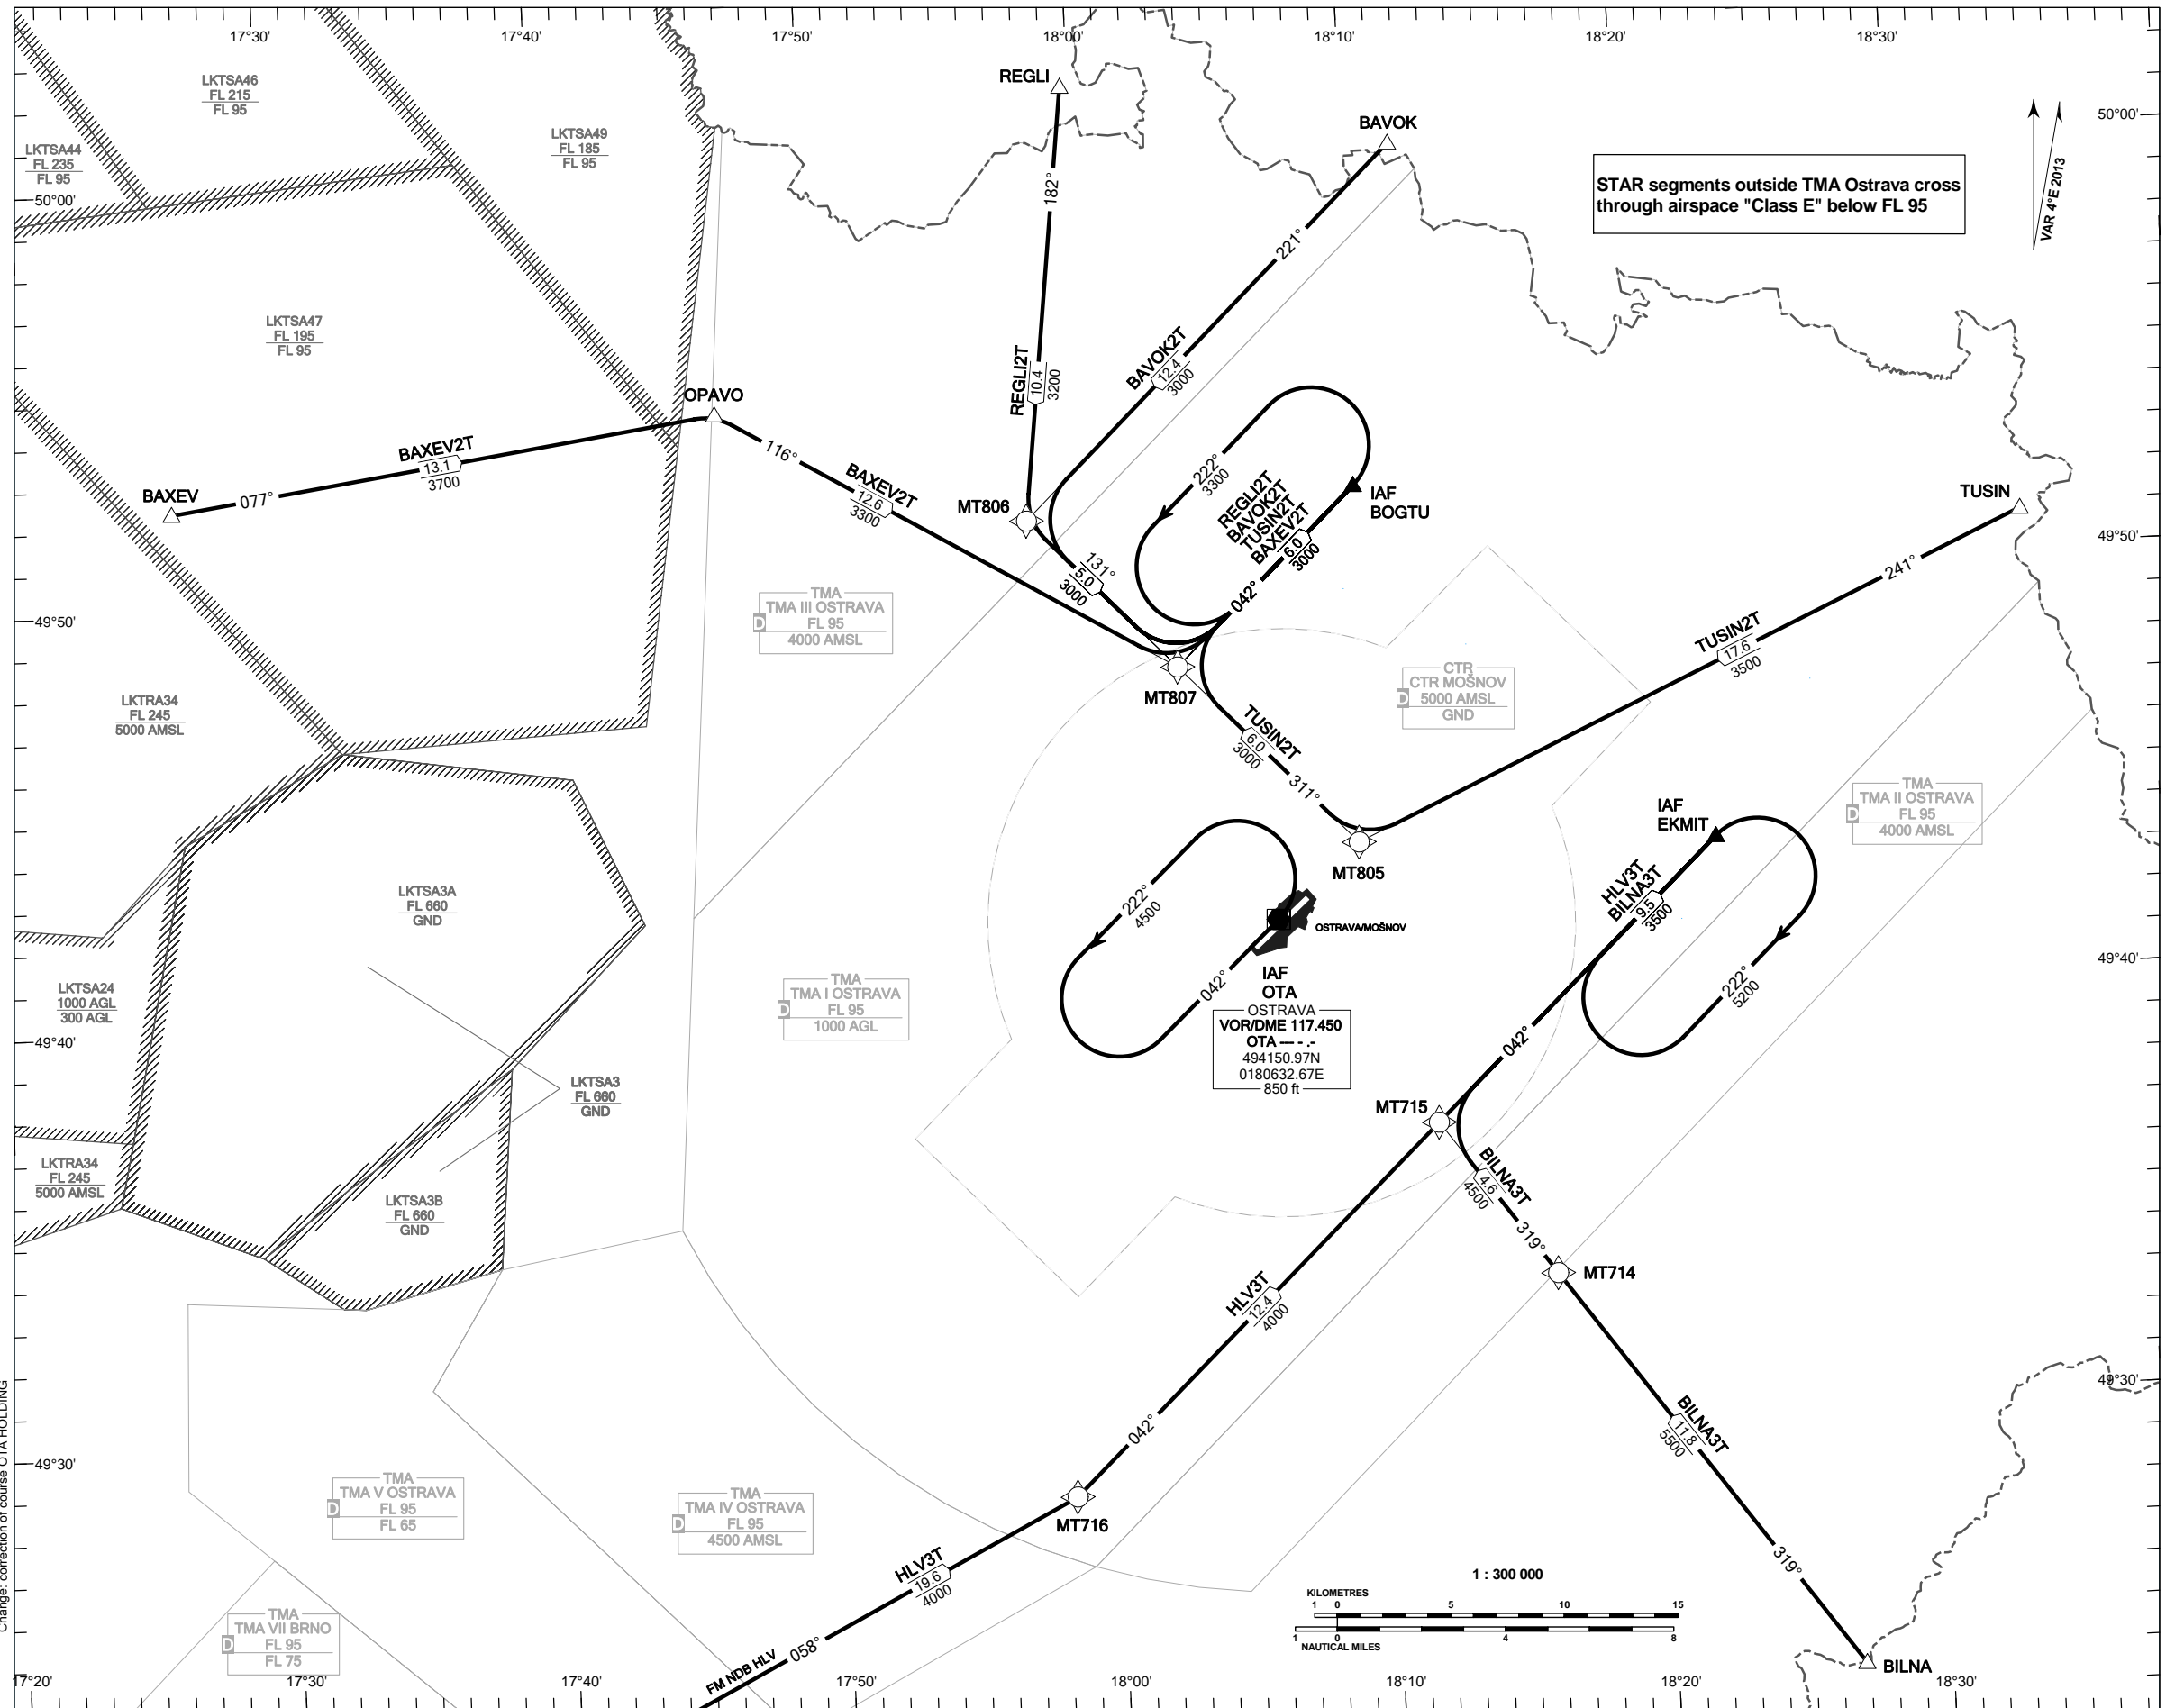 17°30'
17°40'
17°50'
18°00'
18°10'
18°20'
18°30'
LKTSA46
FL 215
FL 95
LKTSA44
FL 235
FL 95
LKTSA49
FL 185
FL 95
REGLI
BAVOK
50°00'
50°00'
STAR segments outside TMA Ostrava cross
through airspace "Class E" below FL 95
VAR 4°E 2013
182°
221°
LKTSA47
FL 195
FL 95
REGLI2T
10.4
3200
BAVOK2T
12.4
3000
OPAVO
BAXEV2T
13.1
3700
BAXEV
077°
116°
BAXEV2T
12.6
3300
MT806
222°
3300
REGLI2T
BAVOK2T
TUSIN2T
BAXEV2T
6.0
3000
IAF
BOGTU
TUSIN
49°50'
241°
131°
5.0
3000
042°
49°50'
TMA
TMA III OSTRAVA
D
FL 95
4000 AMSL
TUSIN2T
17.6
3500
CTR
CTR MOŠNOV
D
5000 AMSL
GND
MT807
LKTRA34
FL 245
5000 AMSL
TUSIN2T
6.0
3000
311°
TMA
TMA II OSTRAVA
D
FL 95
4000 AMSL
IAF
EKMIT
MT805
LKTSA3A
FL 660
GND
222°
4500
HLV3T
BILNA3T
9.5
3500
OSTRAVA/MOŠNOV
49°40'
LKTSA24
1000 AGL
300 AGL
TMA
TMA I OSTRAVA
D
FL 95
1000 AGL
042°
IAF
OTA
OSTRAVA
VOR/DME 117.450
OTA --- - .-
494150.97N
0180632.67E
850 ft
222°
5200
042°
49°40'
LKTSA3
FL 660
GND
MT715
LKTRA34
FL 245
5000 AMSL
LKTSA3B
FL 660
GND
BILNA3T
4.6
4500
319°
MT714
HLV3T
12.4
4000
49°30'
Change: correction of course OTA HOLDING
042°
BILNA3T
11.8
5500
49°30'
TMA
TMA V OSTRAVA
D
FL 95
FL 65
TMA
TMA IV OSTRAVA
D
FL 95
4500 AMSL
MT716
HLV3T
19.6
4000
319°
1 : 300 000
KILOMETRES
1 0 5 10 15
1 0 4 8
NAUTICAL MILES
TMA
TMA VII BRNO
D
FL 95
FL 75
058°
FM NDB HLV
BILNA
17°20'
17°30'
17°40'
17°50'
18°00'
18°10'
18°20'
18°30'